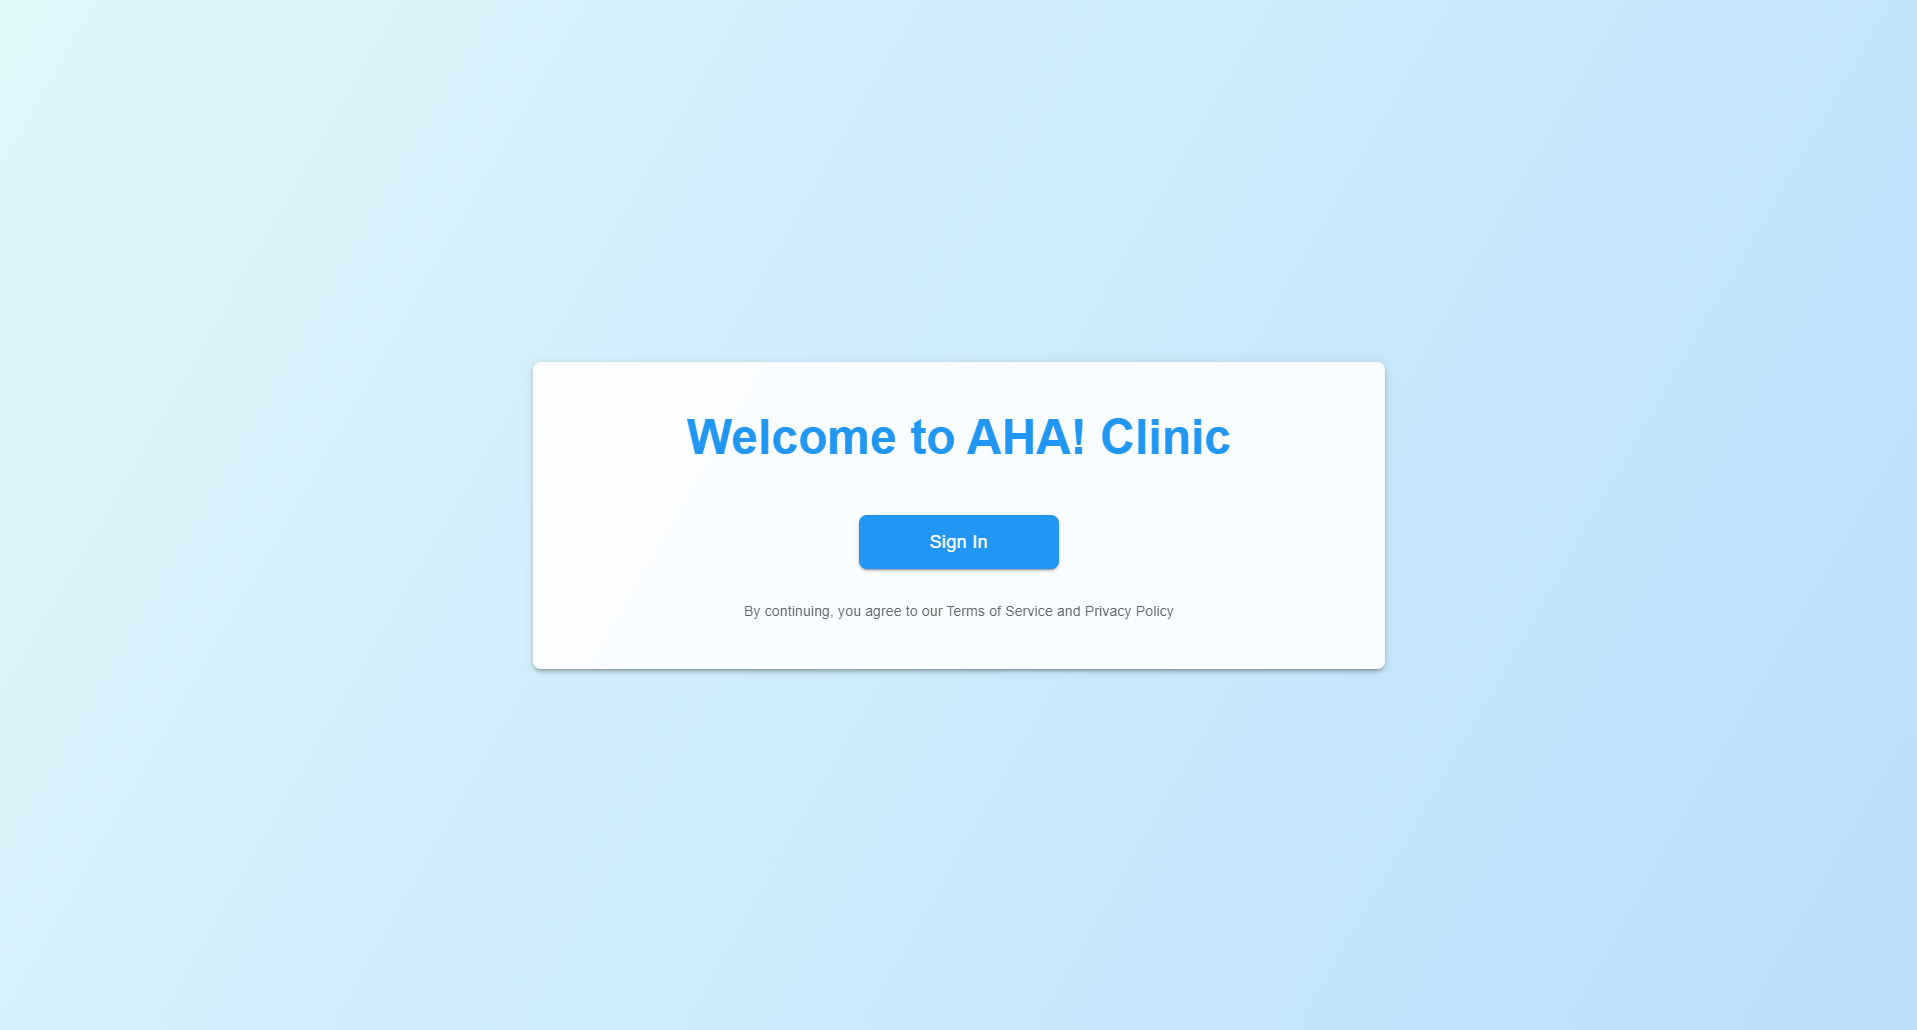 Welcome to AHA! Clinic
Sign In
By continuing, you agree to our Terms of Service and Privacy Policy